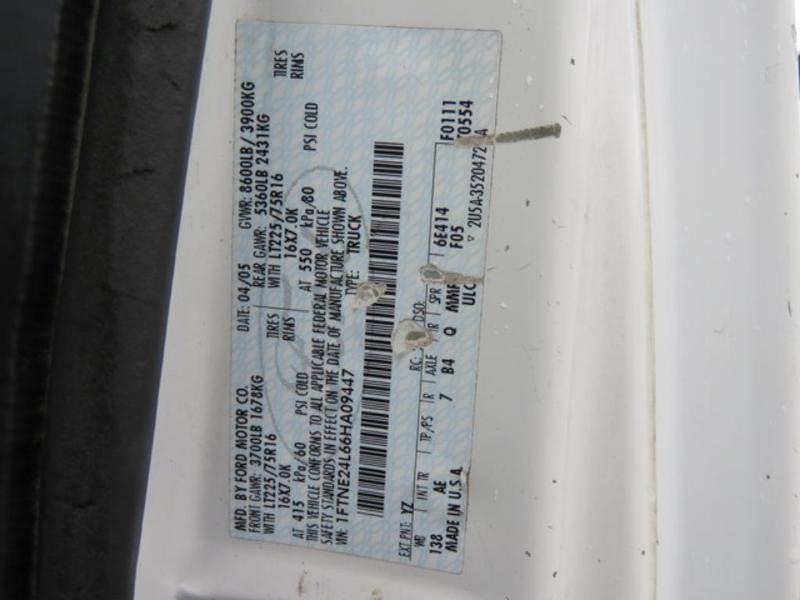 MFD. BY FORD MOTOR CO. DATE: 04/05 GVWR: 8600LB/ 3900KG
FRONT GAWR: 3700LB 1678KG REAR GAWR: 5360LB 2431KG
WITH LT225/75R16 TIRES WITH LT225/75R16 TIRES
16X7.0K RIMS 16X7.0K RIMS
AT 415 kPa/60 PSI COLD AT 550 kPa/80 PSI COLD
THIS VEHICLE CONFORMS TO ALL APPLICABLE FEDERAL MOTOR VEHICLE
SAFETY STANDARDS IN EFFECT ON THE DATE OF MANUFACTURE SHOWN ABOVE.
VIN: 1FTNE24L66HA09447 TYPE: TRUCK
EXT PNT: YZ RC: DSO: 6E414 F0111
WB INT TR TP/PS R AXLE TR SPR F05 F0554
138 AE 7 B4 Q
MADE IN U.S.A. ULC